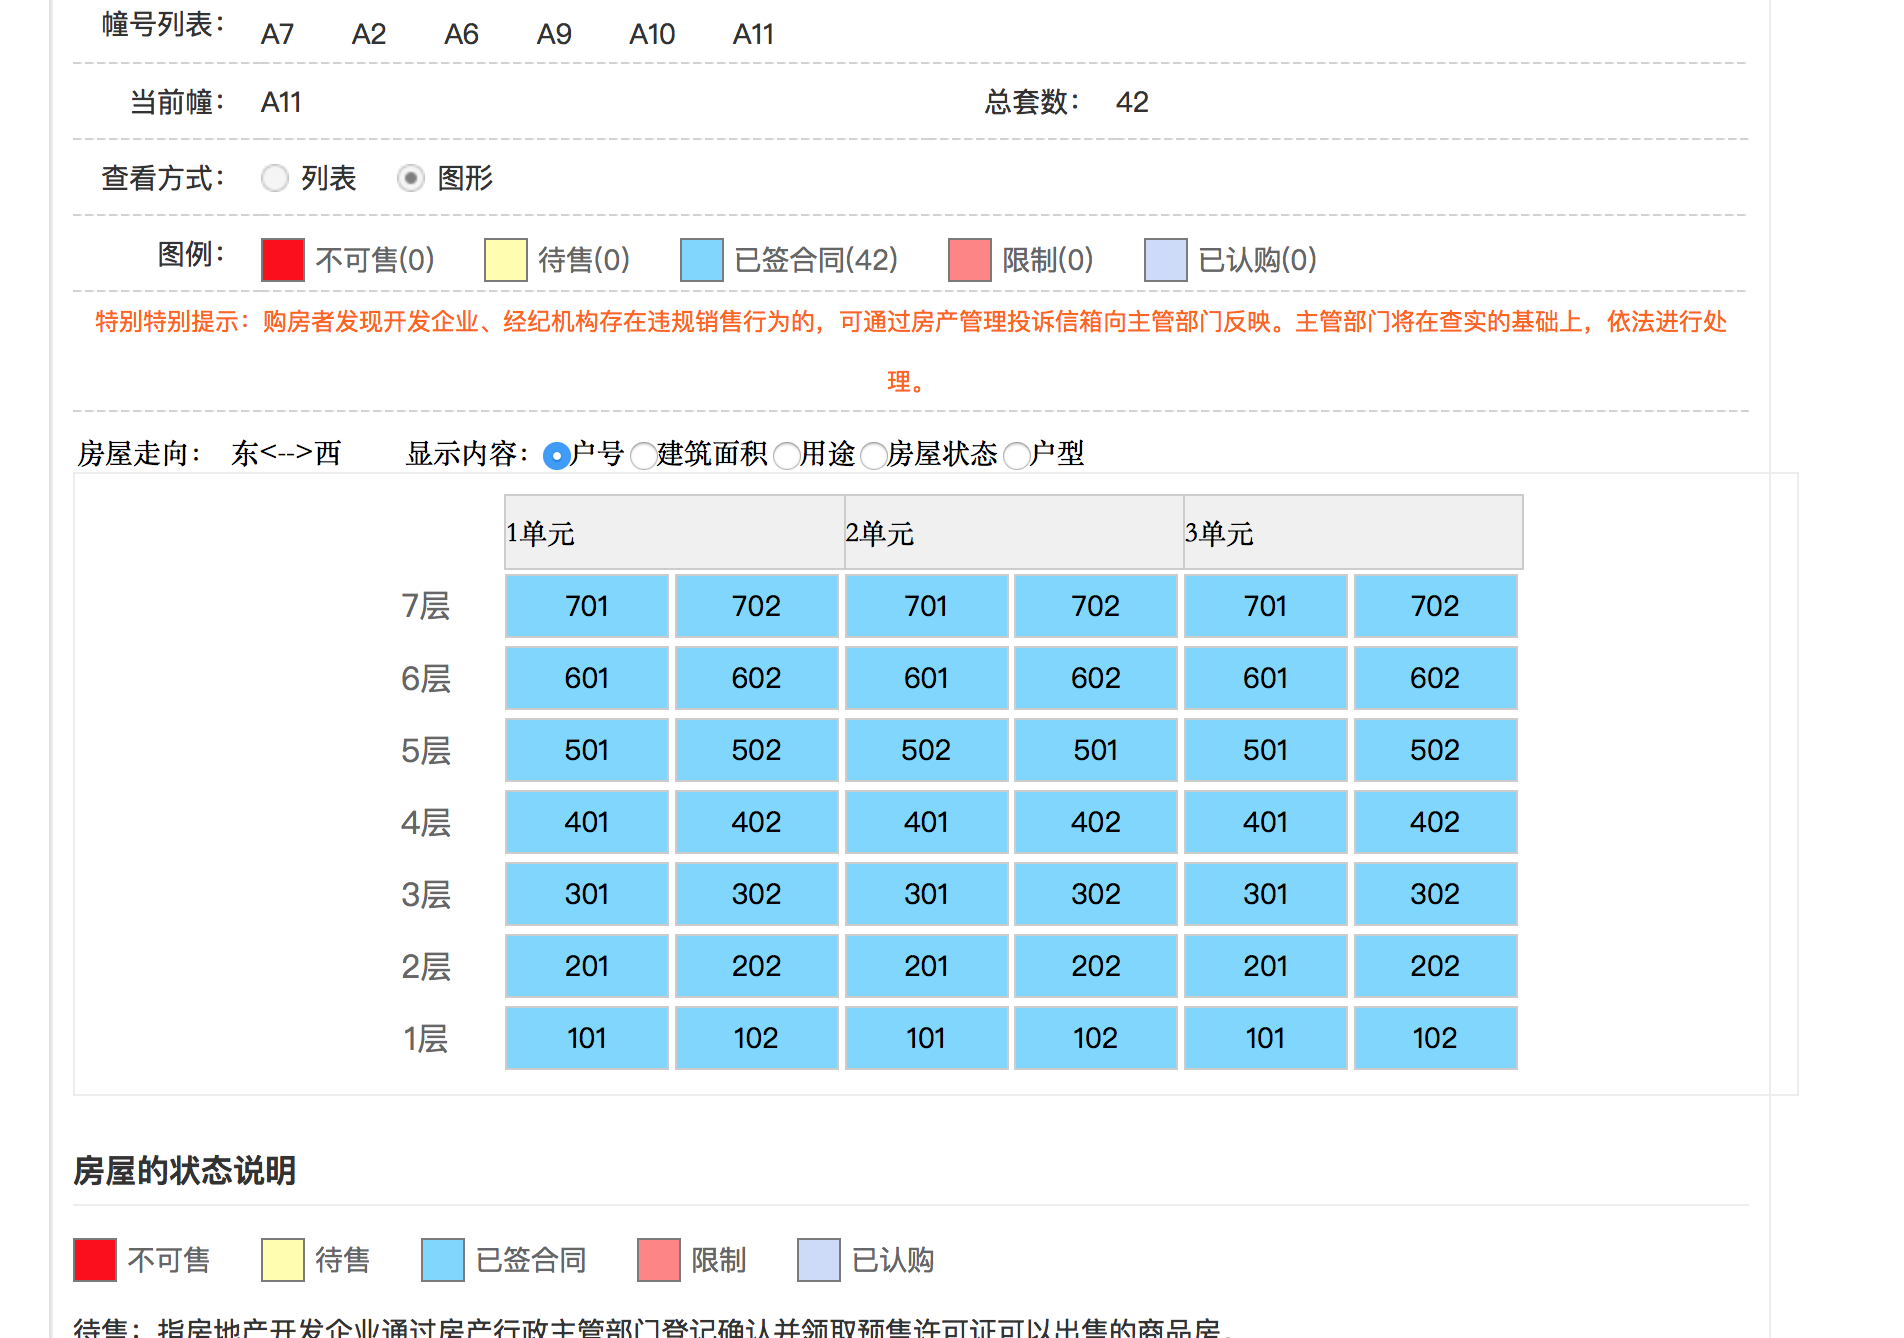 幢号列表： A7 A2 A6 A9 A10 A11
当前幢： A11 总套数： 42
查看方式： 列表 图形
图例： 不可售(0) 待售(0) 已签合同(42) 限制(0) 已认购(0)
特别特别提示：购房者发现开发企业、经纪机构存在违规销售行为的，可通过房产管理投诉信箱向主管部门反映。主管部门将在查实的基础上，依法进行处
理。
房屋走向： 东<-->西 显示内容： 户号 建筑面积 用途 房屋状态 户型
1单元 2单元 3单元
7层 701 702 701 702 701 702
6层 601 602 601 602 601 602
5层 501 502 502 501 501 502
4层 401 402 401 402 401 402
3层 301 302 301 302 301 302
2层 201 202 201 202 201 202
1层 101 102 101 102 101 102
房屋的状态说明
不可售 待售 已签合同 限制 已认购
待售：指房地产开发企业通过房产行政主管部门登记确认并领取预售许可证可以出售的商品房。